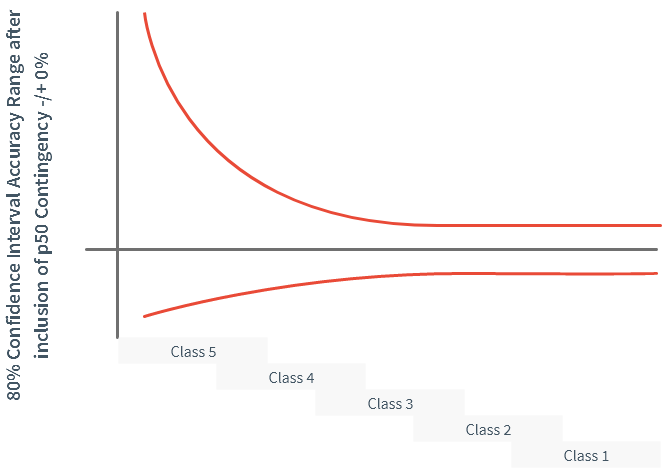 80% Confidence Interval Accuracy Range after
inclusion of p50 Contingency -/+ 0%
Class 5
Class 4
Class 3
Class 2
Class 1